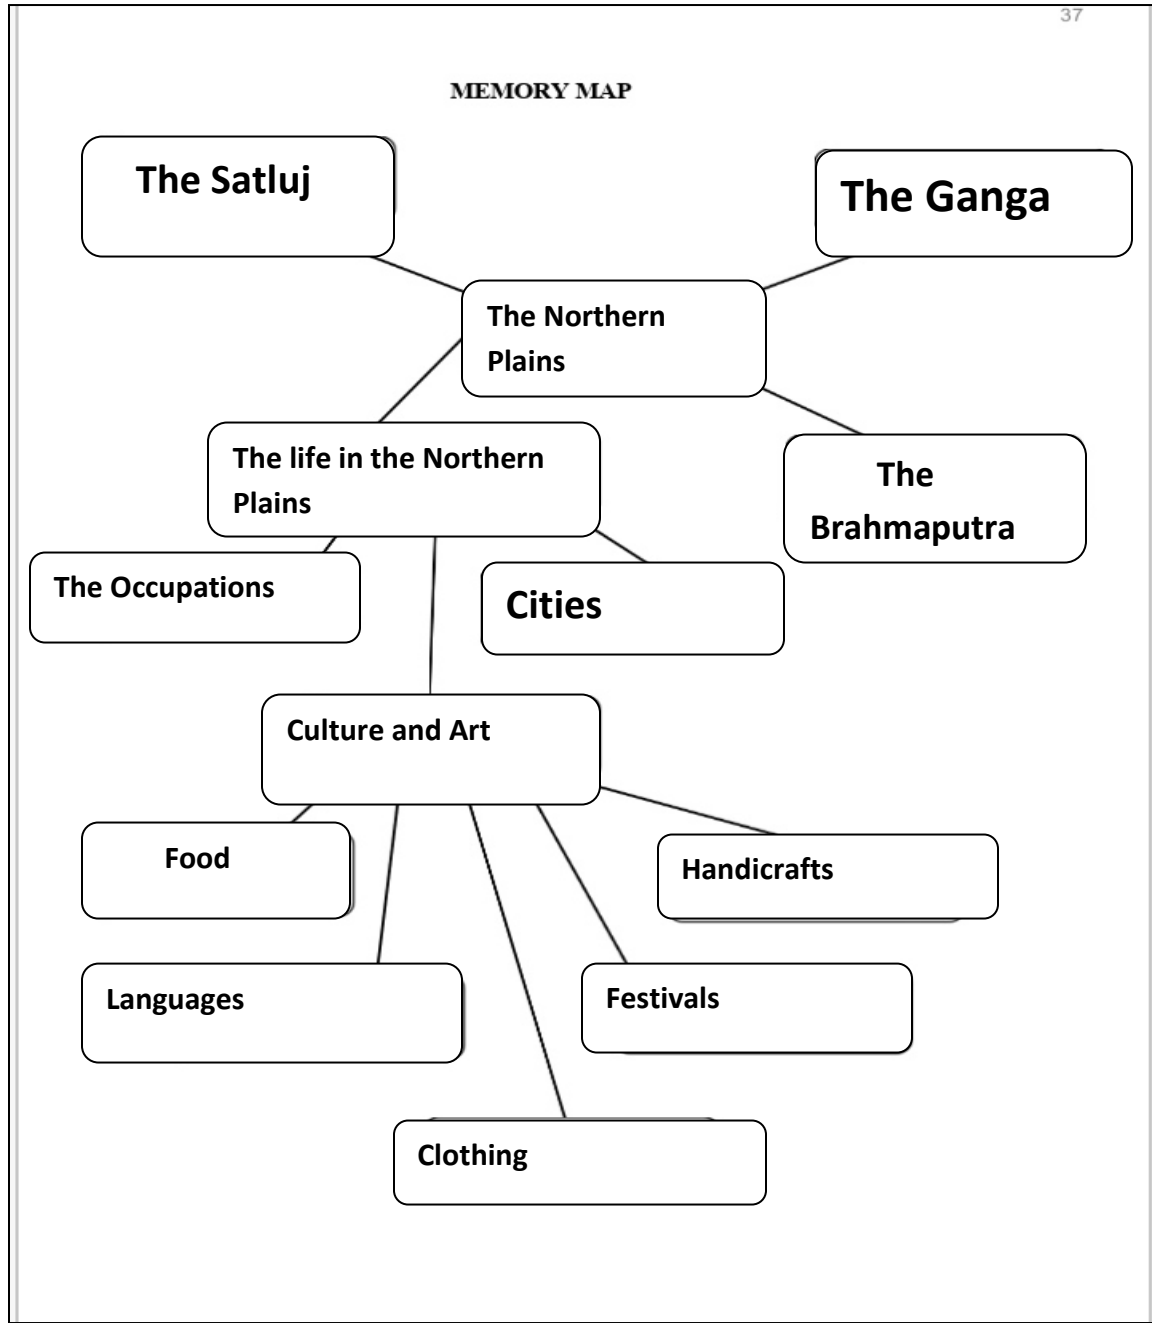 37
MEMORY MAP
The Satluj
The Ganga
The Northern
Plains
The life in the Northern
Plains
The
Brahmaputra
The Occupations
Cities
Culture and Art
Food
Handicrafts
Languages
Festivals
Clothing